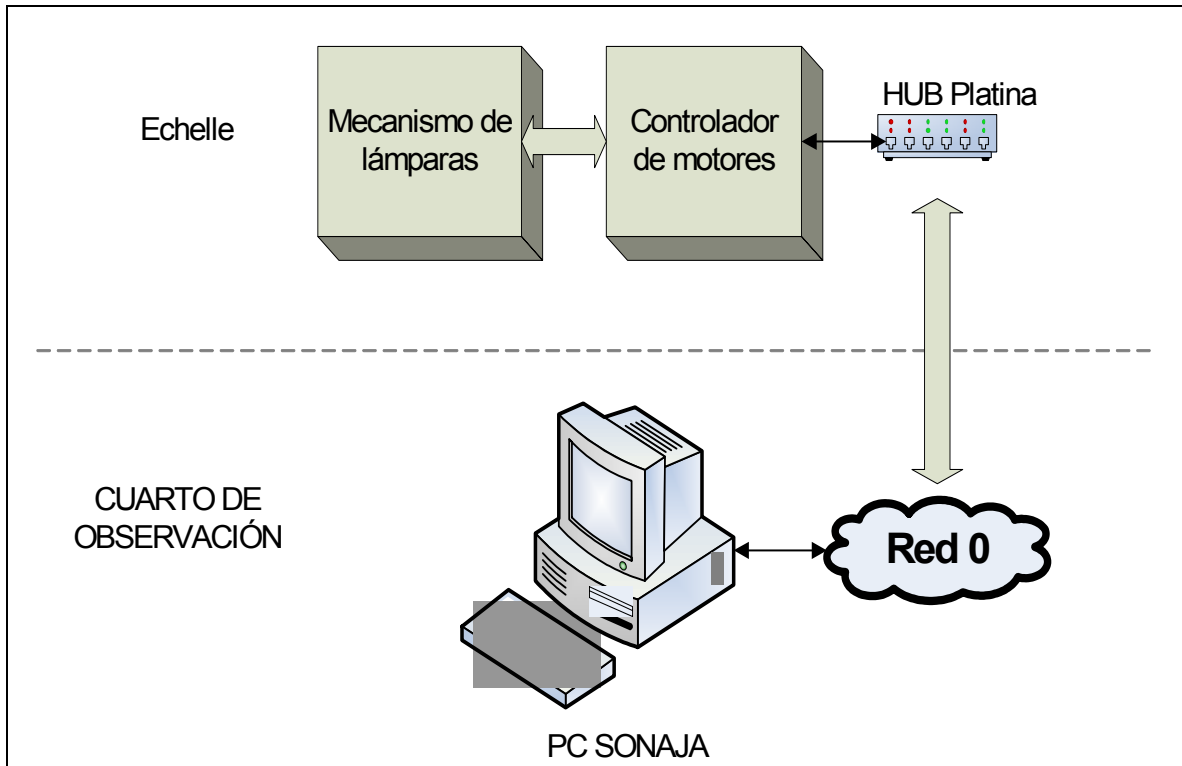 Echelle
Mecanismo de
lámparas
Controlador
de motores
HUB Platina
CUARTO DE
OBSERVACIÓN
Red 0
PC SONAJA